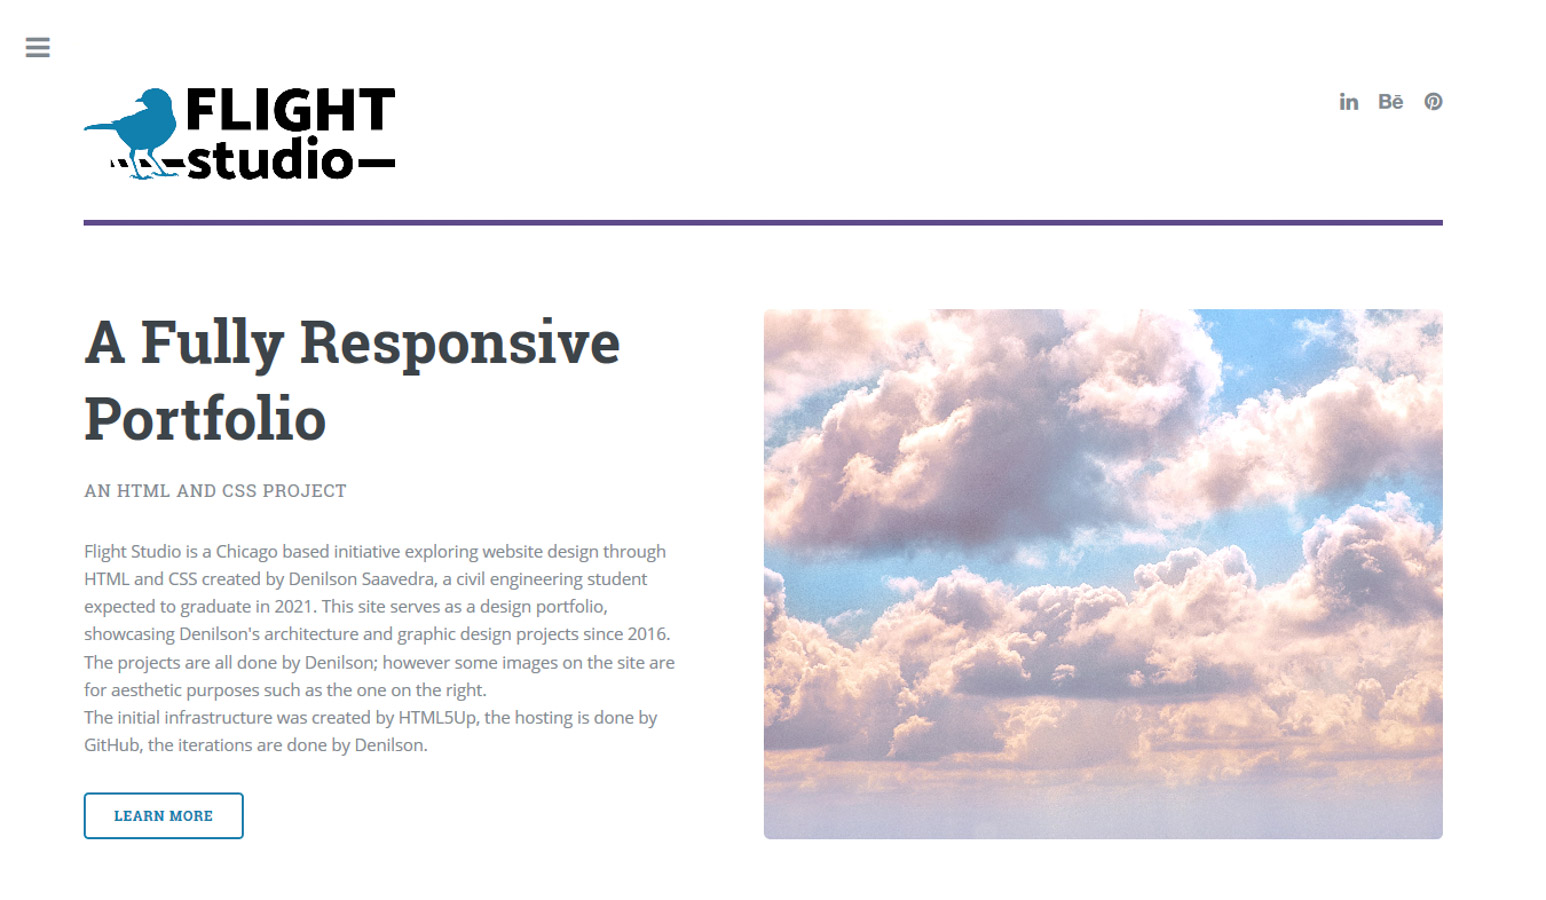 FLIGHT
studio
in Bē
A Fully Responsive
Portfolio
AN HTML AND CSS PROJECT
Flight Studio is a Chicago based initiative exploring website design through
HTML and CSS created by Denilson Saavedra, a civil engineering student
expected to graduate in 2021. This site serves as a design portfolio,
showcasing Denilson's architecture and graphic design projects since 2016.
The projects are all done by Denilson; however some images on the site are
for aesthetic purposes such as the one on the right.
The initial infrastructure was created by HTML5Up, the hosting is done by
GitHub, the iterations are done by Denilson.
LEARN MORE